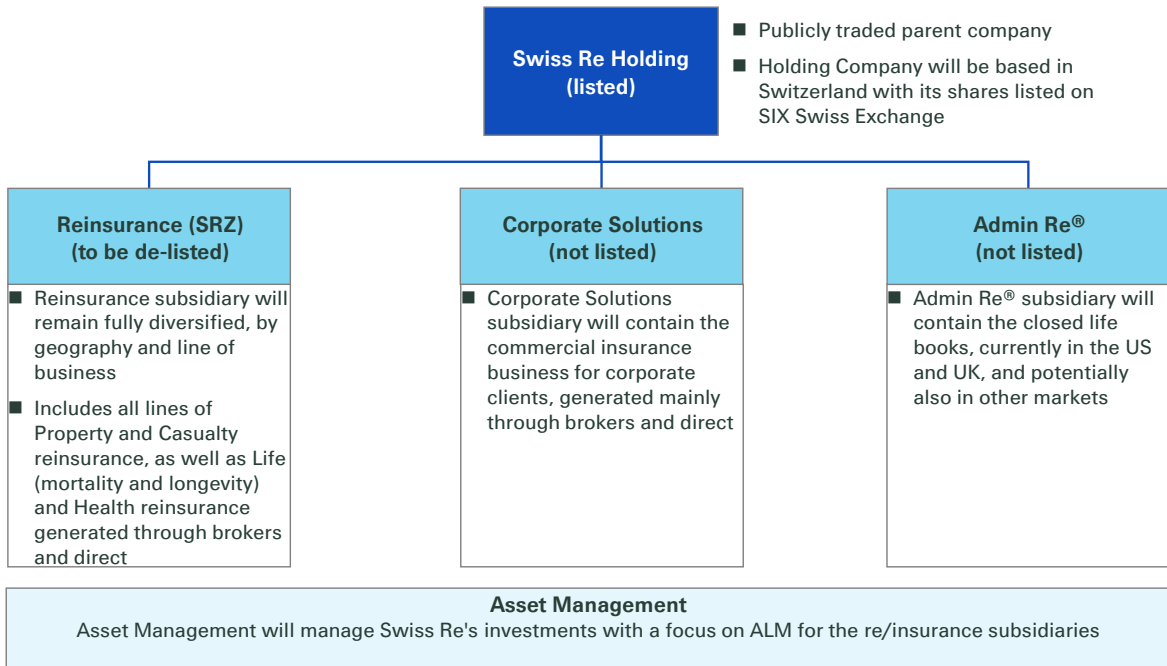 Swiss Re Holding
(listed)
■ Publicly traded parent company
■ Holding Company will be based in
Switzerland with its shares listed on
SIX Swiss Exchange
Reinsurance (SRZ)
(to be de-listed)
■ Reinsurance subsidiary will
remain fully diversified, by
geography and line of
business
■ Includes all lines of
Property and Casualty
reinsurance, as well as Life
(mortality and longevity)
and Health reinsurance
generated through brokers
and direct
Corporate Solutions
(not listed)
■ Corporate Solutions
subsidiary will contain the
commercial insurance
business for corporate
clients, generated mainly
through brokers and direct
Admin Re®
(not listed)
■ Admin Re® subsidiary will
contain the closed life
books, currently in the US
and UK, and potentially
also in other markets
Asset Management
Asset Management will manage Swiss Re's investments with a focus on ALM for the re/insurance subsidiaries